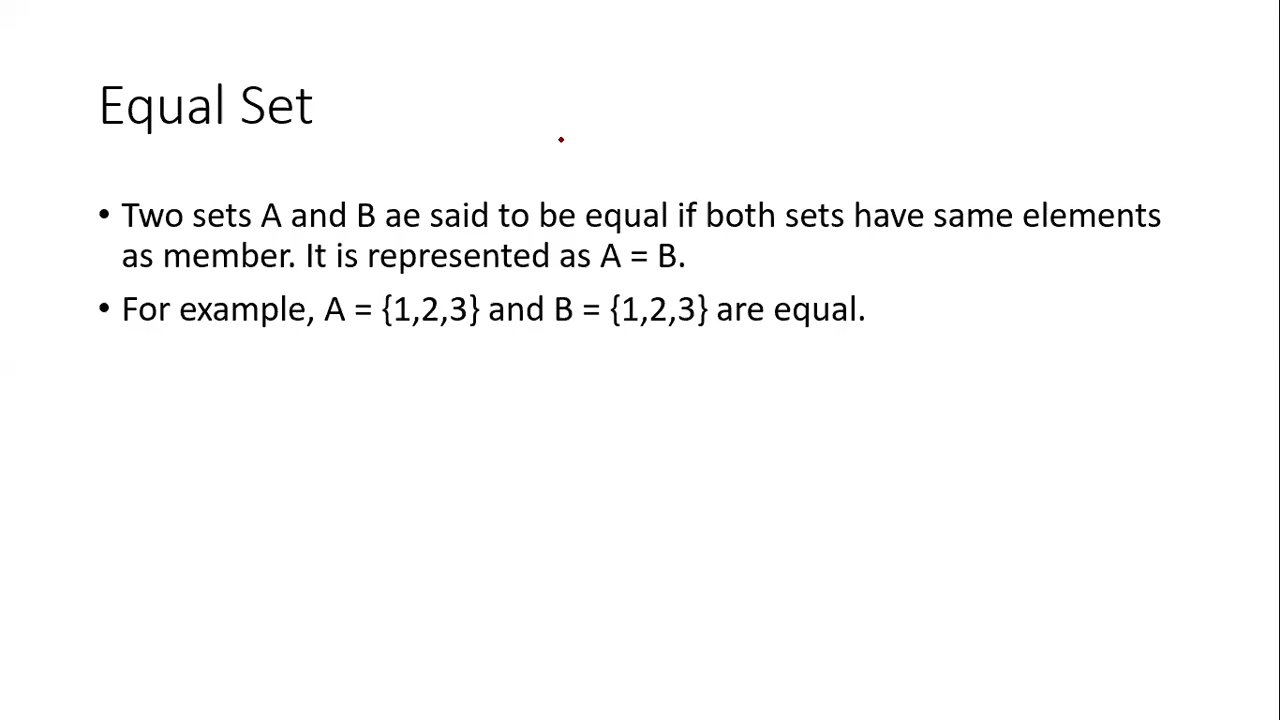 Equal Set
• Two sets A and B ae said to be equal if both sets have same elements
as member. It is represented as A = B.
• For example, A = {1,2,3} and B = {1,2,3} are equal.